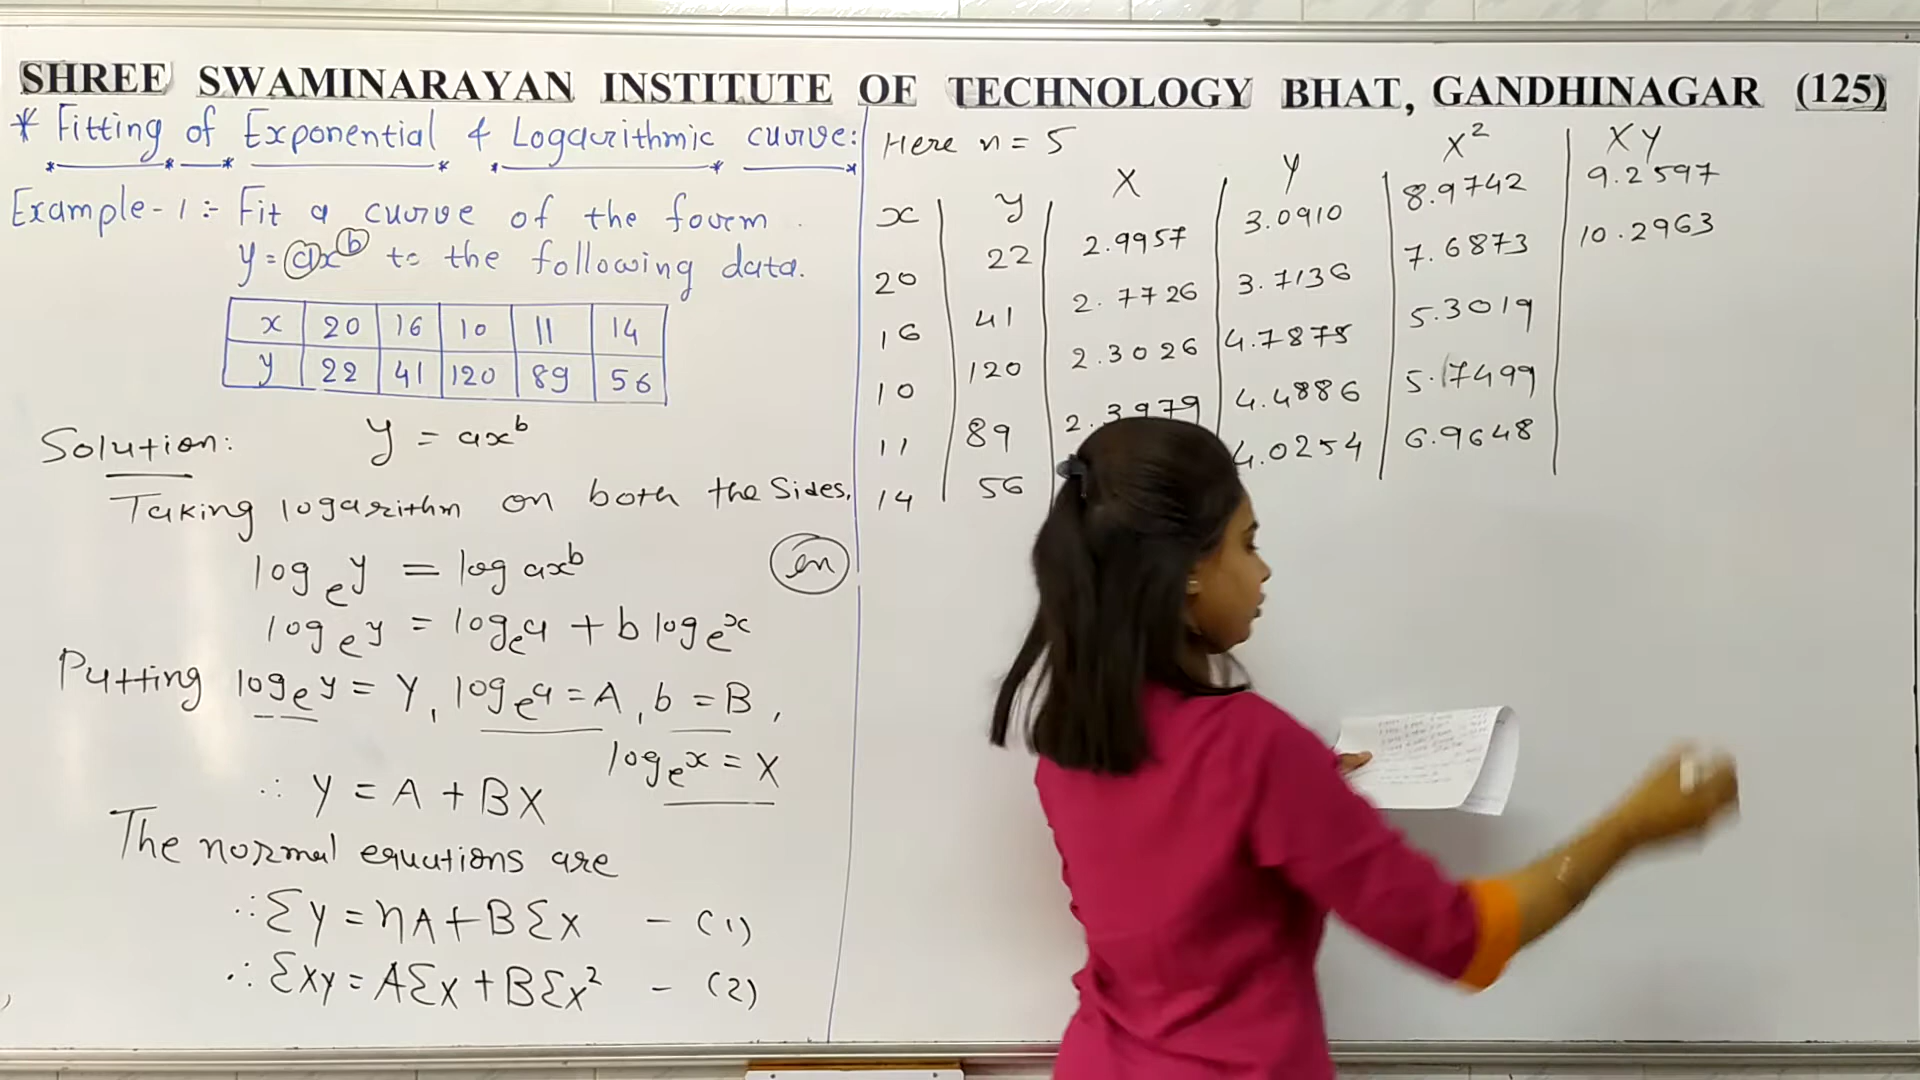 SHREE SWAMINARAYAN INSTITUTE OF TECHNOLOGY BHAT, GANDHINAGAR (125)
* Fitting of Exponential & Logarithmic curve:
Example-1 :- Fit a curve of the form
y = ax^b to the following data.
x 20 16 10 11 14
y 22 41 120 89 56
Solution: y = ax^b
Taking logarithm on both the Sides,
log_e y = log ax^b
ln
log_e y = log_e a + b log_e x
Putting log_e y = Y, log_e a = A, b = B,
log_e x = X
∴ Y = A + BX
The normal equations are
∴ ΣY = nA + BΣX - (1)
∴ ΣXY = AΣX + BΣX² - (2)
Here n = 5
x y X Y X² XY
20 22 2.9957 3.0910 8.9742 9.2597
16 41 2.7726 3.7136 7.6873 10.2963
10 120 2.3026 4.7875 5.3019
11 89 2.3979 4.4886 5.7499
14 56 4.0254 6.9648